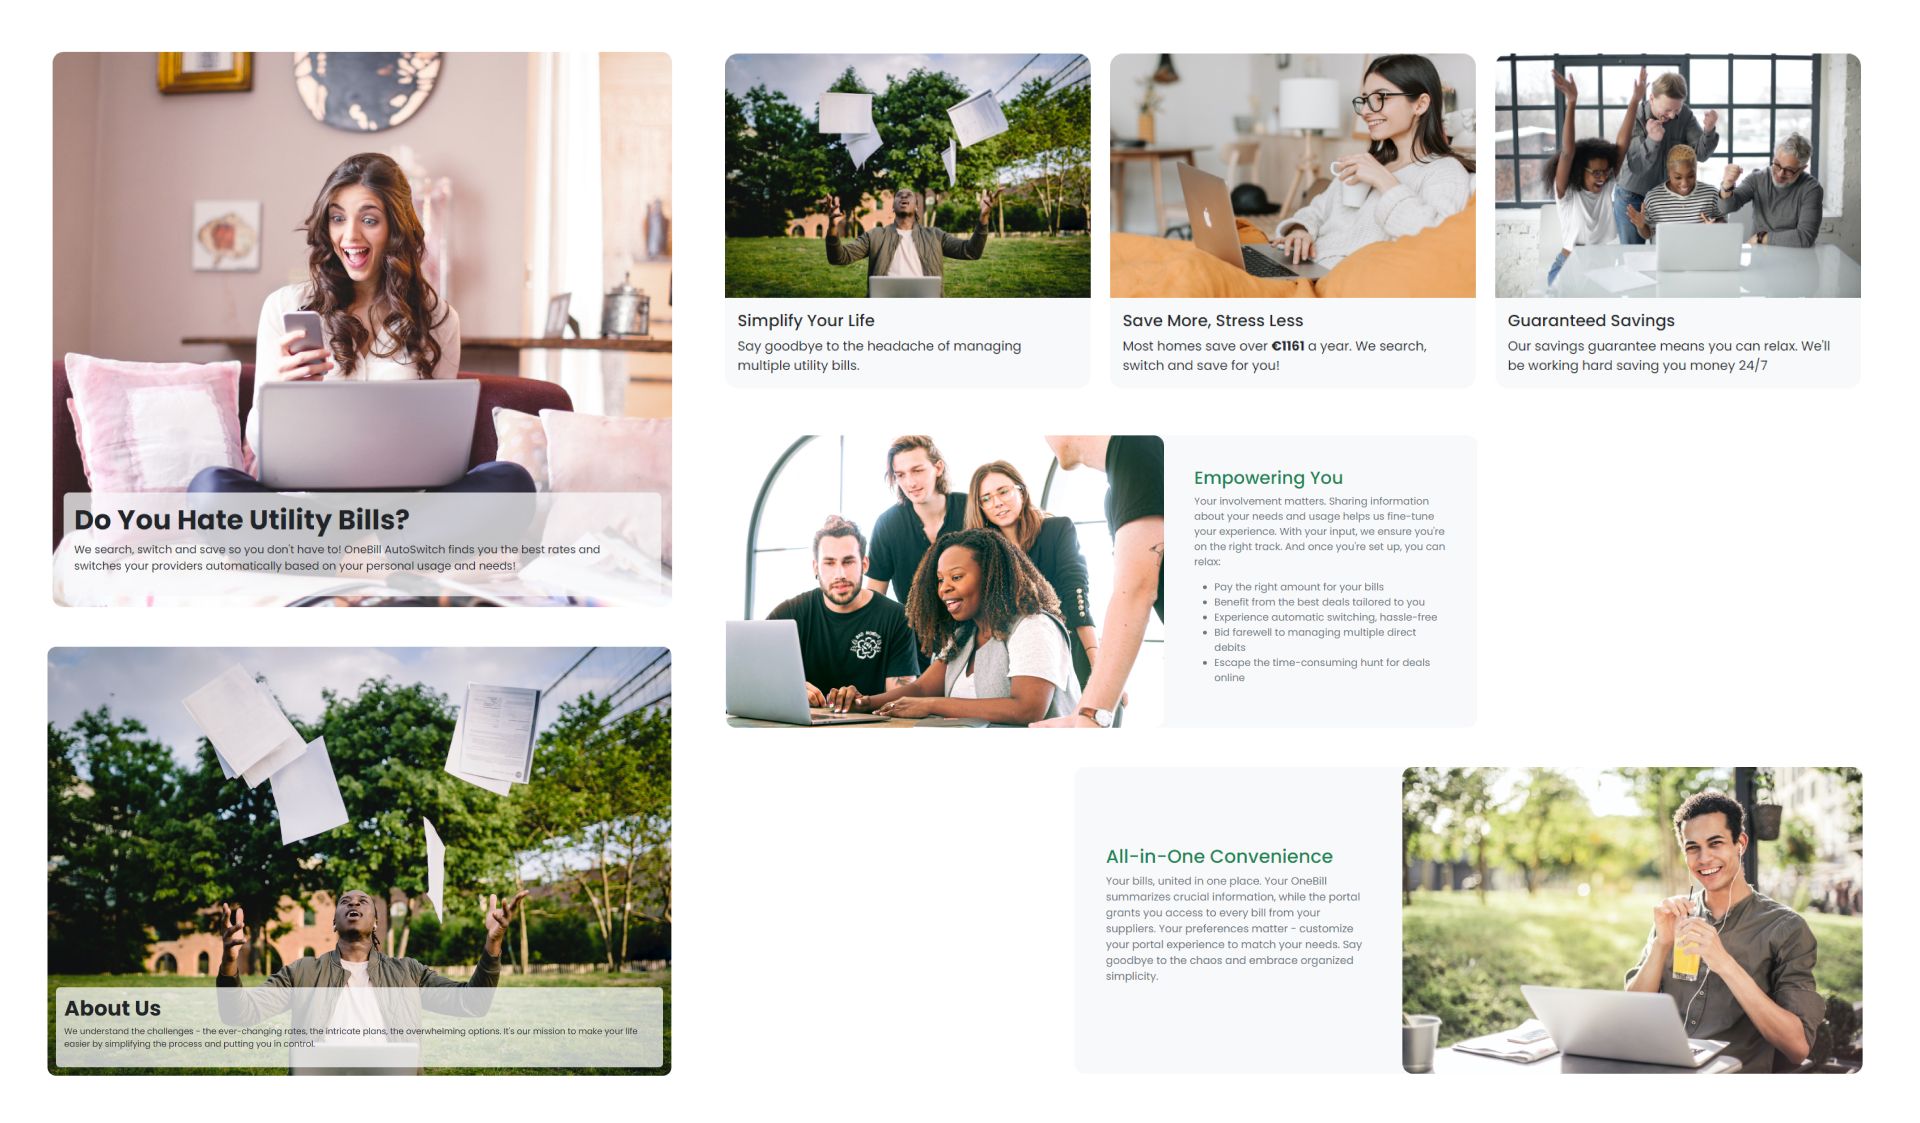 Do You Hate Utility Bills?
We search, switch and save so you don't have to! OneBill AutoSwitch finds you the best rates and
switches your providers automatically based on your personal usage and needs!
About Us
We understand the challenges - the ever-changing rates, the intricate plans, the overwhelming options. It's our mission to make your life
easier by simplifying the process and putting you in control.
Simplify Your Life
Say goodbye to the headache of managing
multiple utility bills.
Save More, Stress Less
Most homes save over €1161 a year. We search,
switch and save for you!
Guaranteed Savings
Our savings guarantee means you can relax. We'll
be working hard saving you money 24/7
Empowering You
Your involvement matters. Sharing information
about your needs and usage helps us fine-tune
your experience. With your input, we ensure you're
on the right track. And once you're set up, you can
relax:
• Pay the right amount for your bills
• Benefit from the best deals tailored to you
• Experience automatic switching, hassle-free
• Bid farewell to managing multiple direct
debits
• Escape the time-consuming hunt for deals
online
All-in-One Convenience
Your bills, united in one place. Your OneBill
summarizes crucial information, while the portal
grants you access to every bill from your
suppliers. Your preferences matter - customize
your portal experience to match your needs. Say
goodbye to the chaos and embrace organized
simplicity.